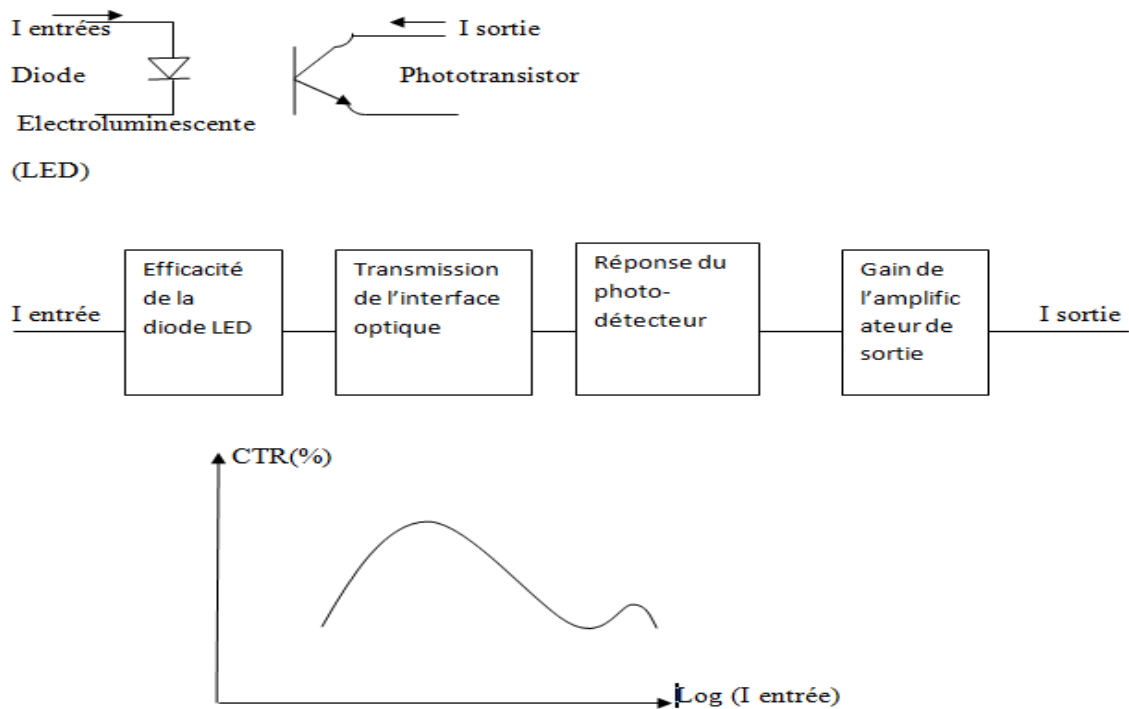 I entrées
I sortie
Diode
Phototransistor
Electroluminescente
(LED)
I entrée
Efficacité
de la
diode LED
Transmission
de l'interface
optique
Réponse du
photo-
détecteur
Gain de
l'amplific
ateur de
sortie
I sortie
CTR(%)
Log (I entrée)